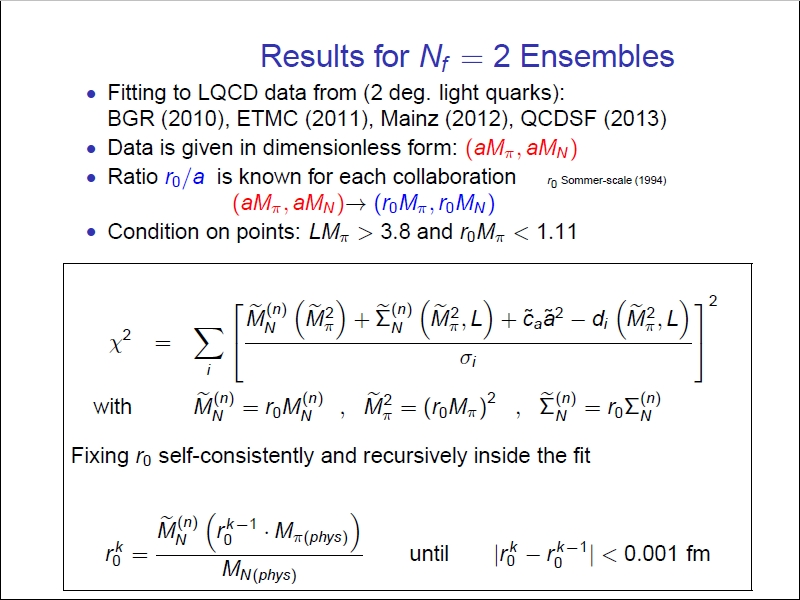 Results for N_f = 2 Ensembles
• Fitting to LQCD data from (2 deg. light quarks):
BGR (2010), ETMC (2011), Mainz (2012), QCDSF (2013)
• Data is given in dimensionless form: (aM_π, aM_N)
• Ratio r_0/a is known for each collaboration r_0 Sommer-scale (1994)
(aM_π, aM_N) → (r_0M_π, r_0M_N)
• Condition on points: LM_π > 3.8 and r_0M_π < 1.11
χ² = ∑_i [ ( M̃_N^(n) ( M̃_π² ) + Σ̃_N^(n) ( M̃_π², L ) + c̃_a ã² − d_i ( M̃_π², L ) ) / σ_i ]²
with M̃_N^(n) = r_0M_N^(n) , M̃_π² = (r_0M_π)² , Σ̃_N^(n) = r_0Σ_N^(n)
Fixing r_0 self-consistently and recursively inside the fit
r_0^k = M̃_N^(n) ( r_0^{k−1} · M_π(phys) ) / M_N(phys) until |r_0^k − r_0^{k−1}| < 0.001 fm